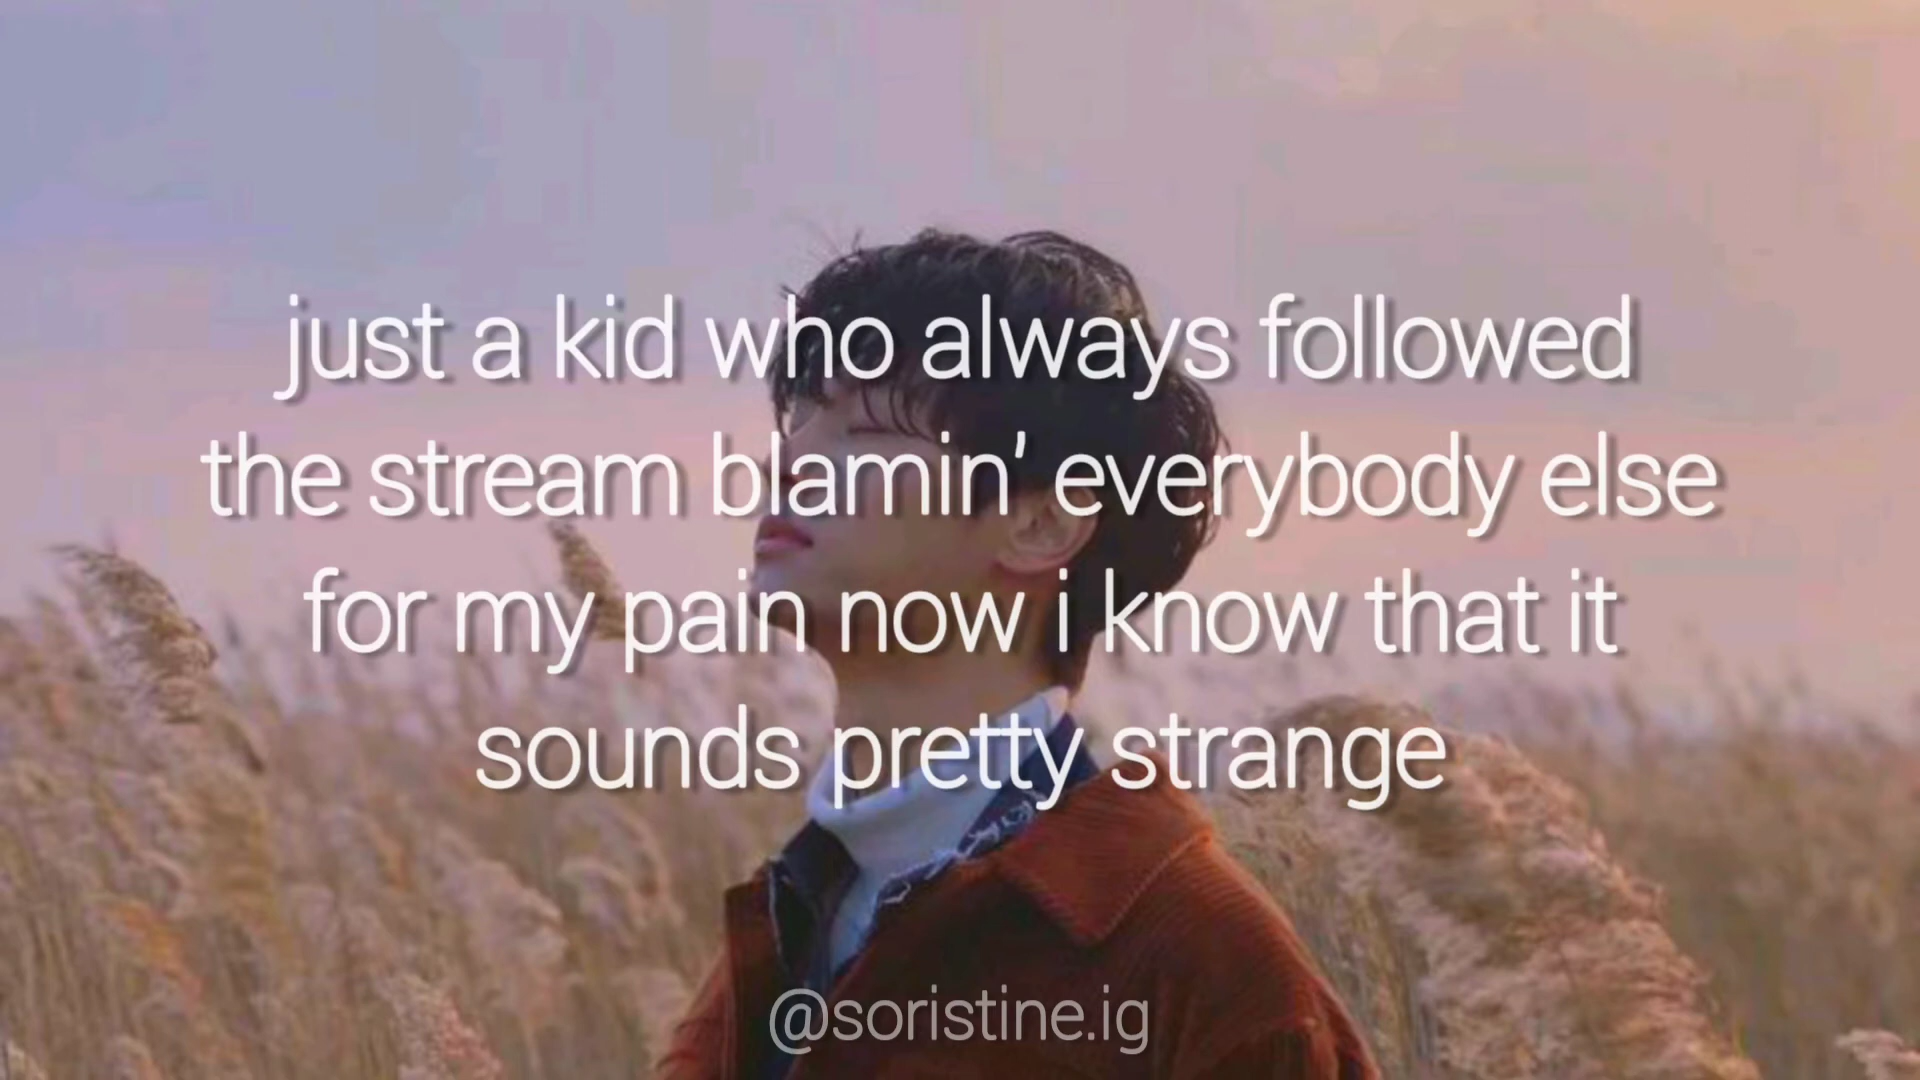 just a kid who always followed
the stream blamin' everybody else
for my pain now i know that it
sounds pretty strange
@soristine.ig